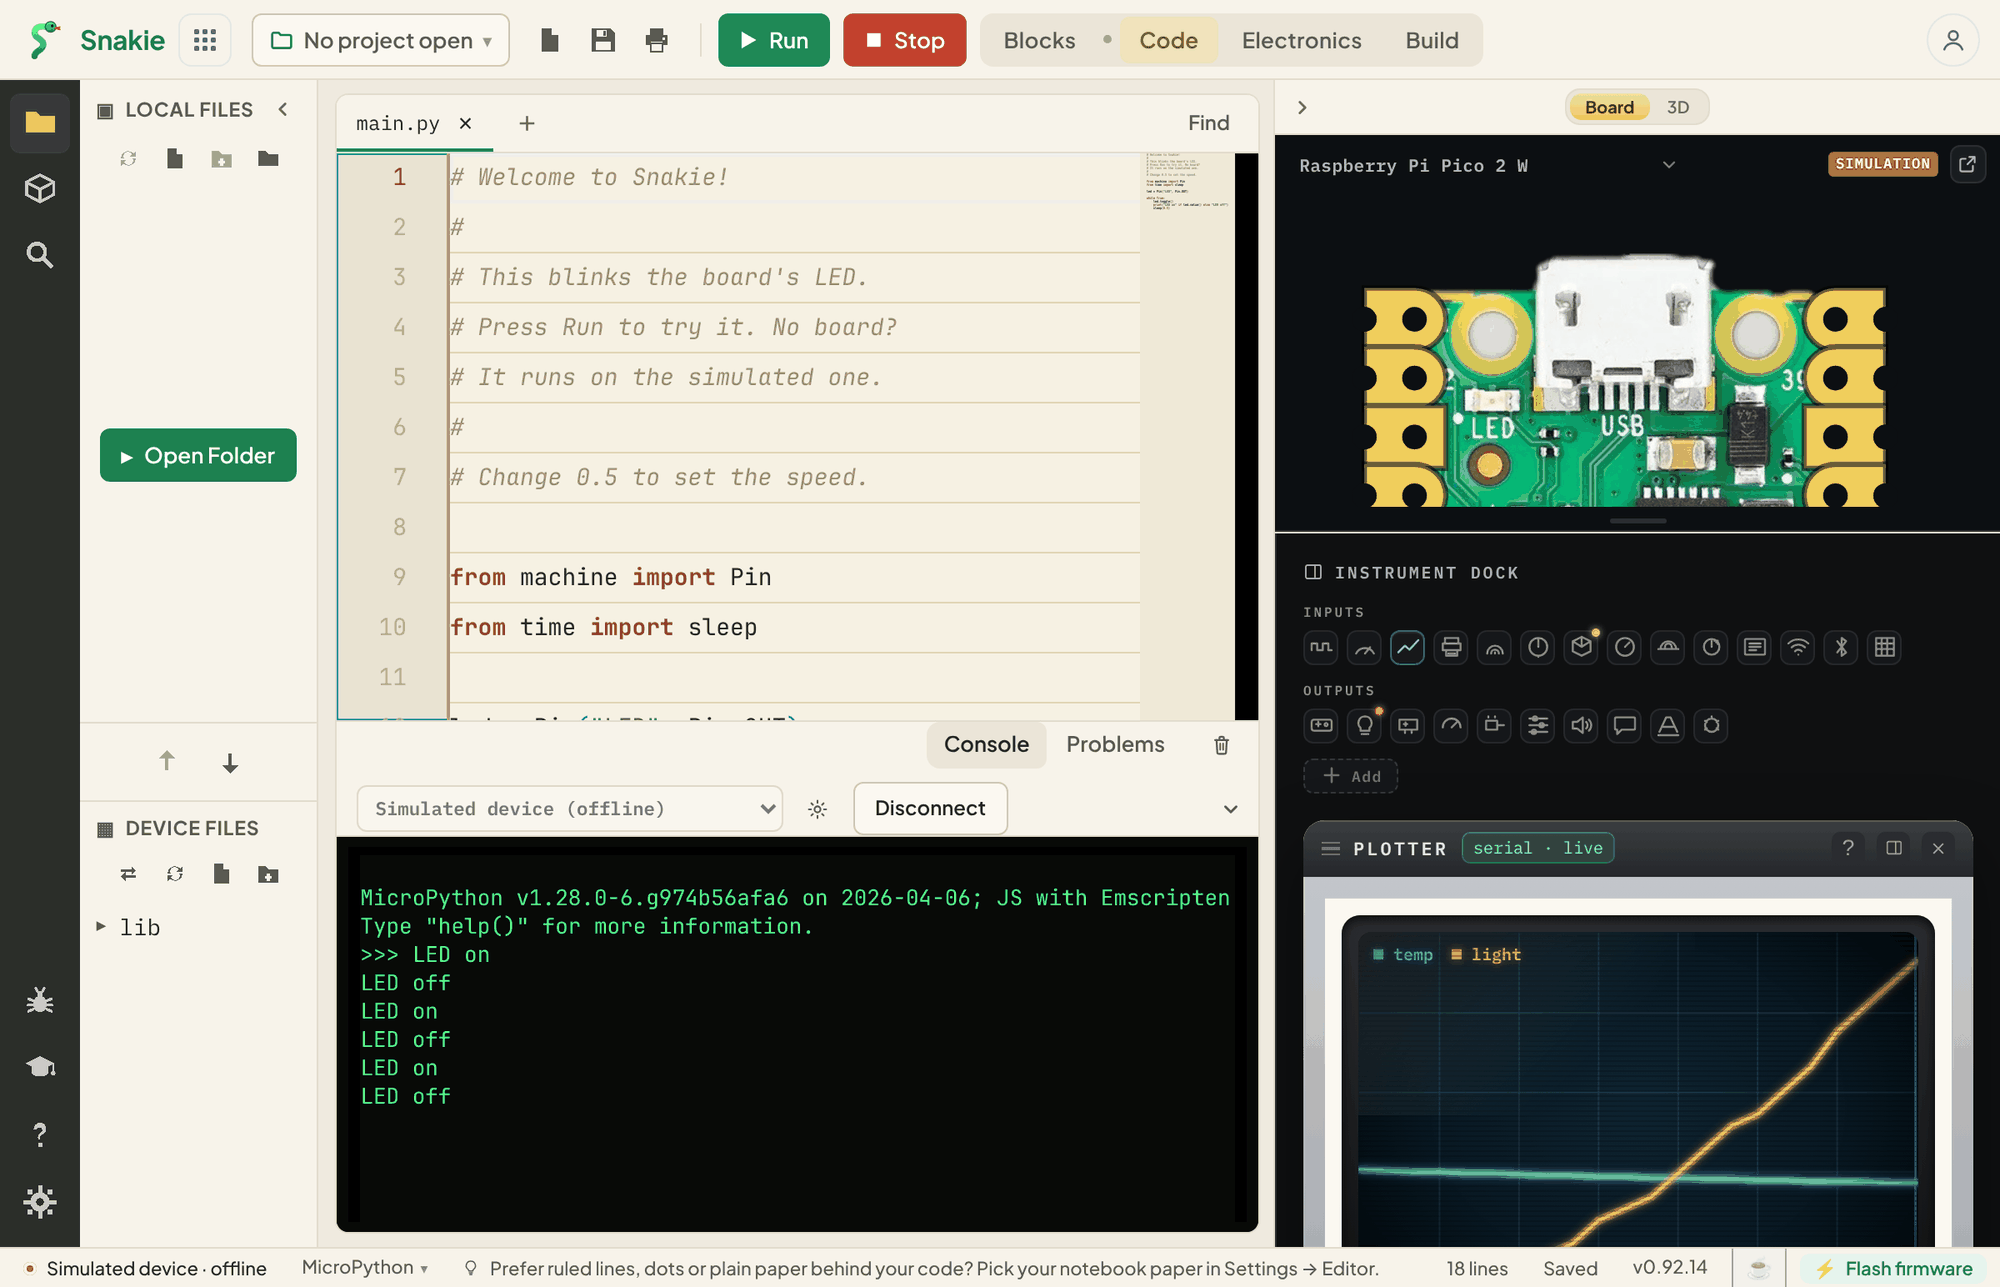 Snakie
No project open
Run
Stop
Blocks
Code
Electronics
Build
LOCAL FILES
Open Folder
DEVICE FILES
lib
main.py
Find
1 # Welcome to Snakie!
2 #
3 # This blinks the board's LED.
4 # Press Run to try it. No board?
5 # It runs on the simulated one.
6 #
7 # Change 0.5 to set the speed.
8
9 from machine import Pin
10 from time import sleep
11
Console
Problems
Simulated device (offline)
Disconnect
MicroPython v1.28.0-6.g974b56afa6 on 2026-04-06; JS with Emscripten
Type "help()" for more information.
>>> LED on
LED off
LED on
LED off
LED on
LED off
Board
3D
Raspberry Pi Pico 2 W
SIMULATION
LED
USB
INSTRUMENT DOCK
INPUTS
OUTPUTS
+ Add
PLOTTER
serial · live
?
temp
light
Simulated device · offline
MicroPython
Prefer ruled lines, dots or plain paper behind your code? Pick your notebook paper in Settings → Editor.
18 lines
Saved
v0.92.14
Flash firmware